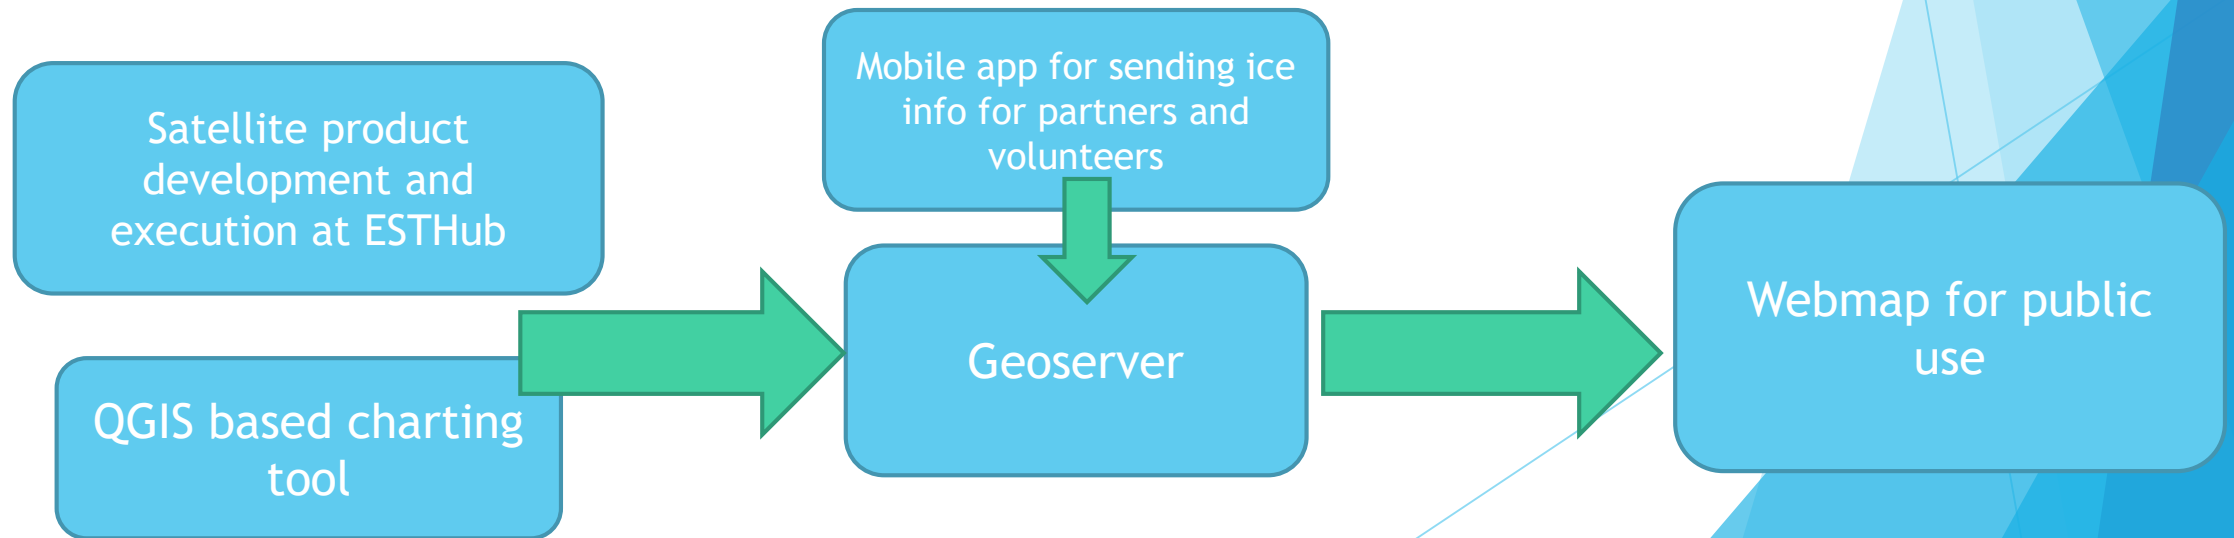 Satellite product
development and
execution at ESTHub
QGIS based charting
tool
Mobile app for sending ice
info for partners and
volunteers
Geoserver
Webmap for public
use